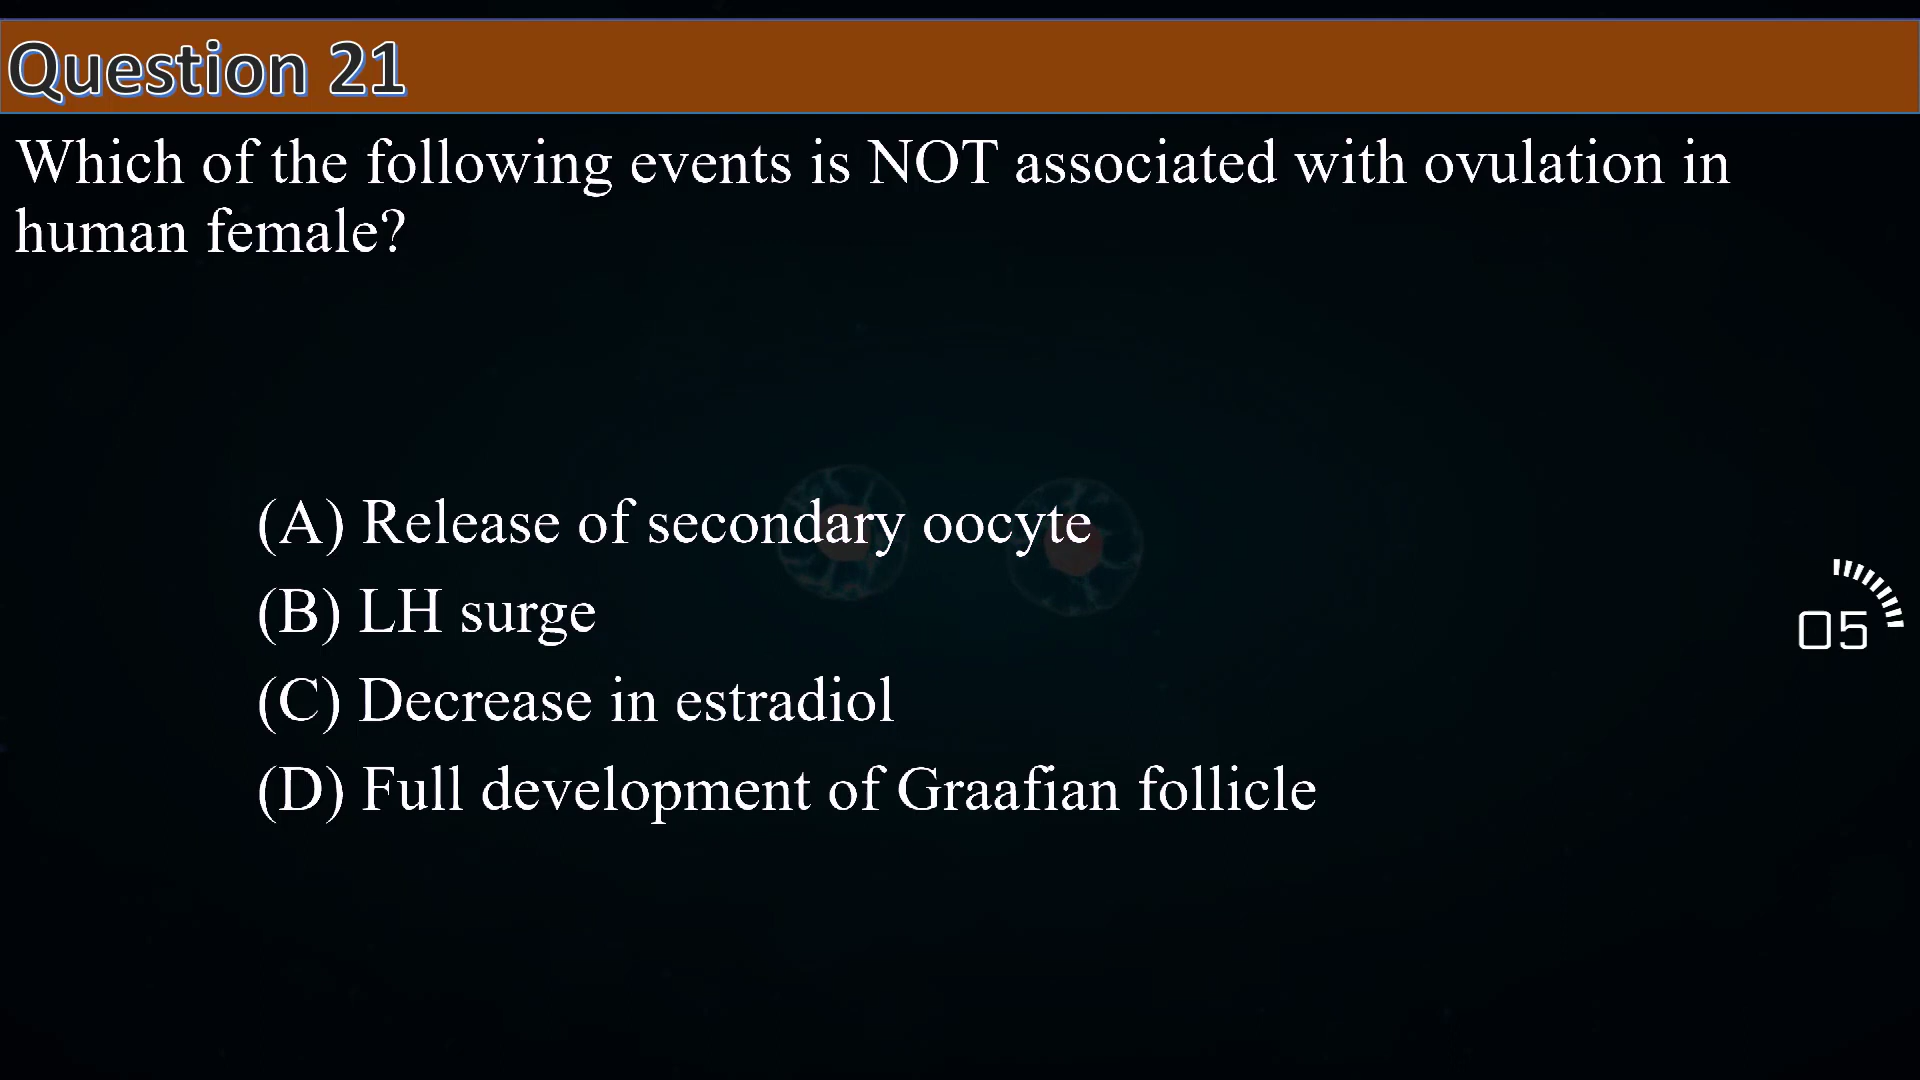 Question 21
Which of the following events is NOT associated with ovulation in
human female?
(A) Release of secondary oocyte
(B) LH surge
(C) Decrease in estradiol
05
(D) Full development of Graafian follicle